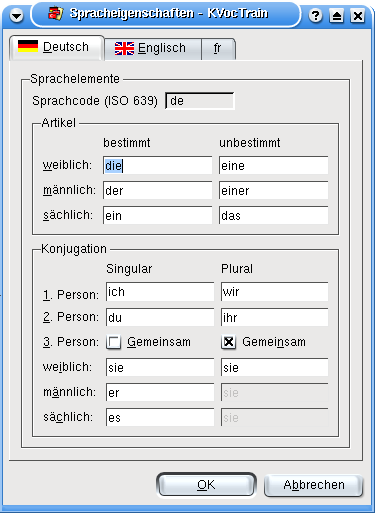 Spracheigenschaften - KVocTrain
Deutsch Englisch fr
Sprachelemente
Sprachcode (ISO 639) de
Artikel
bestimmt unbestimmt
weiblich: die eine
männlich: der einer
sächlich: ein das
Konjugation
Singular Plural
1. Person: ich wir
2. Person: du ihr
3. Person: Gemeinsam Gemeinsam
weiblich: sie sie
männlich: er sie
sächlich: es sie
OK Abbrechen